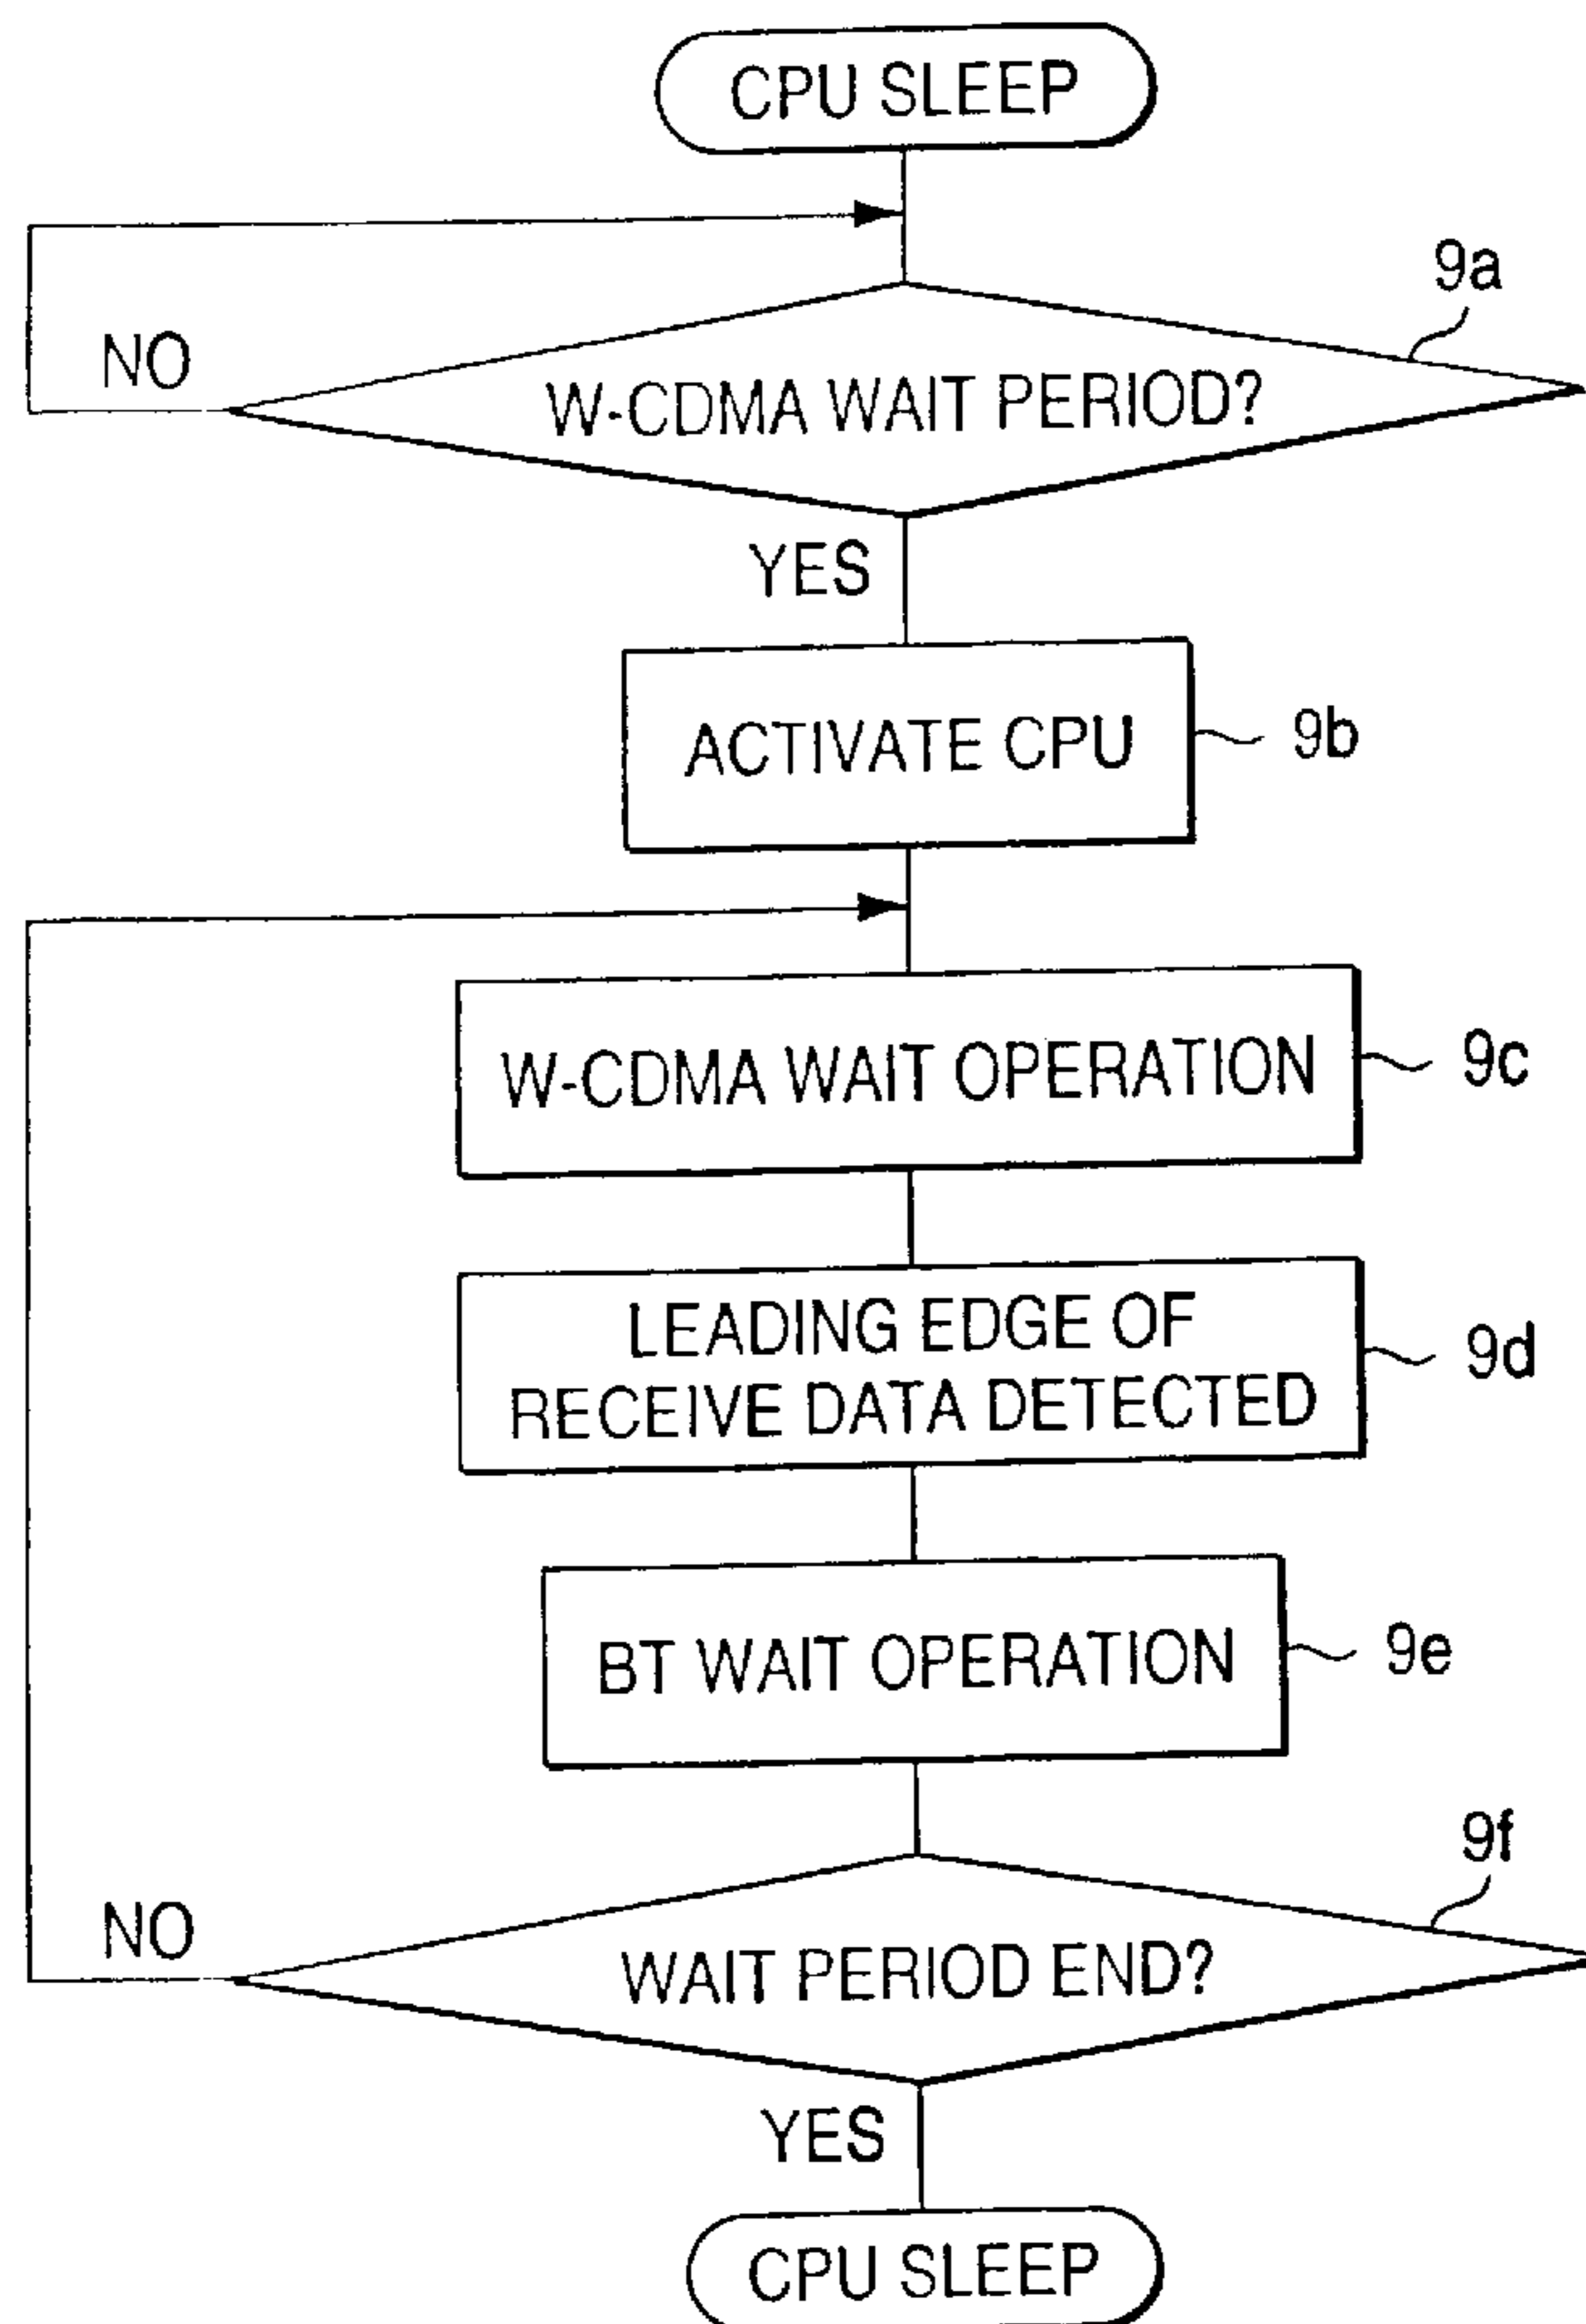 CPU SLEEP
9a
NO
W-CDMA WAIT PERIOD?
YES
ACTIVATE CPU
9b
W-CDMA WAIT OPERATION
9c
LEADING EDGE OF
RECEIVE DATA DETECTED
9d
BT WAIT OPERATION
9e
9f
NO
WAIT PERIOD END?
YES
CPU SLEEP